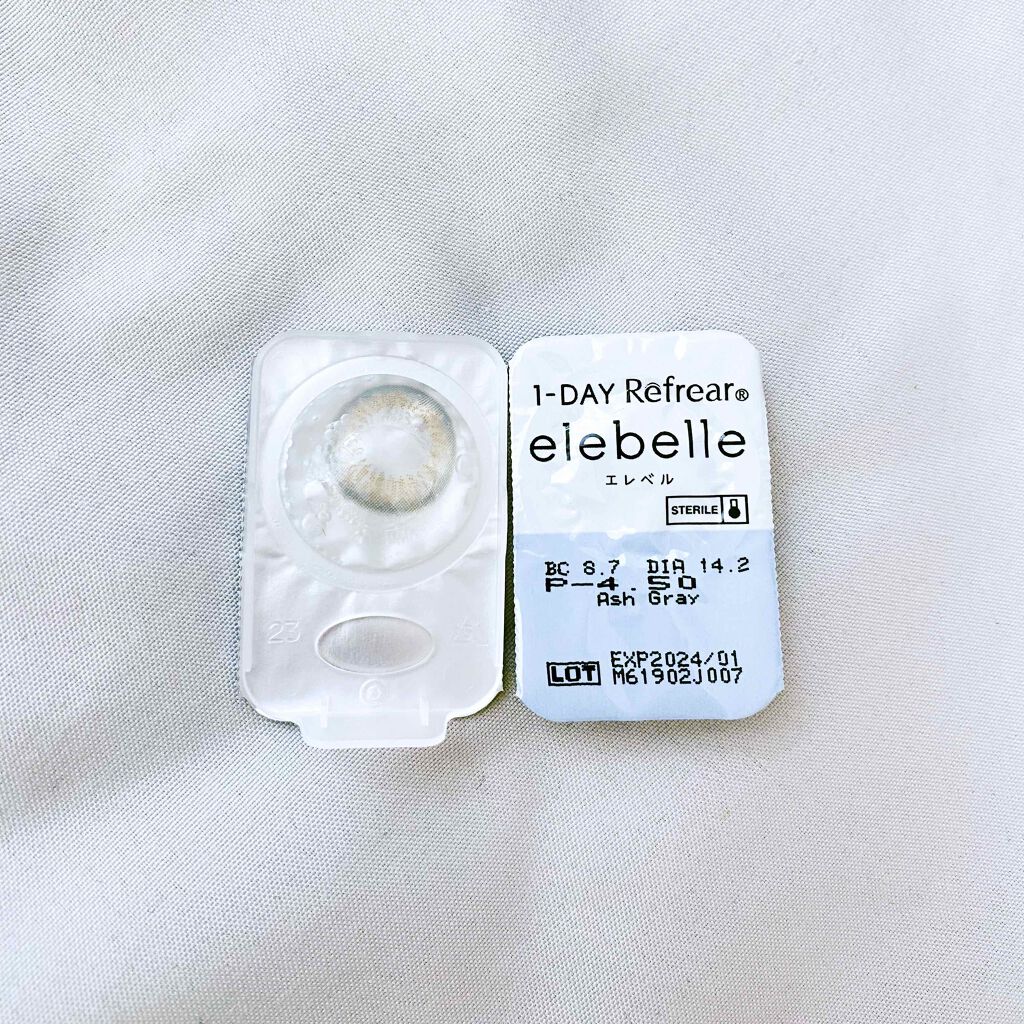 1-DAY Refrear®
elebelle
エレベル
STERILE
BC 8.7 DIA 14.2
P-4.50
Ash Gray
LOT EXP2024/01
M61902J007
23